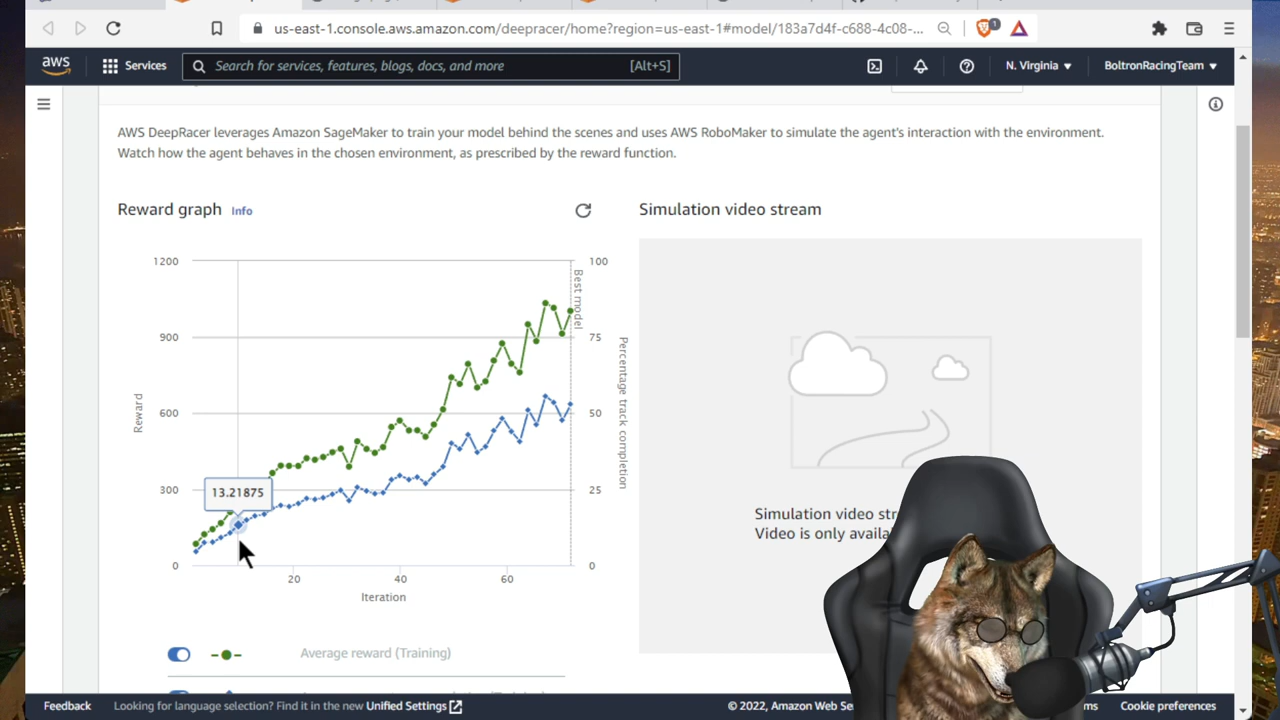 us-east-1.console.aws.amazon.com/deepracer/home?region=us-east-1#model/183a7d4f-c688-4c08-...
1
aws
Services
Search for services, features, blogs, docs, and more
[Alt+S]
N. Virginia
BoltronRacingTeam
AWS DeepRacer leverages Amazon SageMaker to train your model behind the scenes and uses AWS RoboMaker to simulate the agent's interaction with the environment.
Watch how the agent behaves in the chosen environment, as prescribed by the reward function.
Reward graph
Info
Simulation video stream
1200
900
600
300
0
Reward
100
75
50
25
0
Percentage track completion
Best model
13.21875
20
40
60
Iteration
Simulation video str
Video is only availa
Average reward (Training)
Feedback
Looking for language selection? Find it in the new Unified Settings
© 2022, Amazon Web Se
ms
Cookie preferences